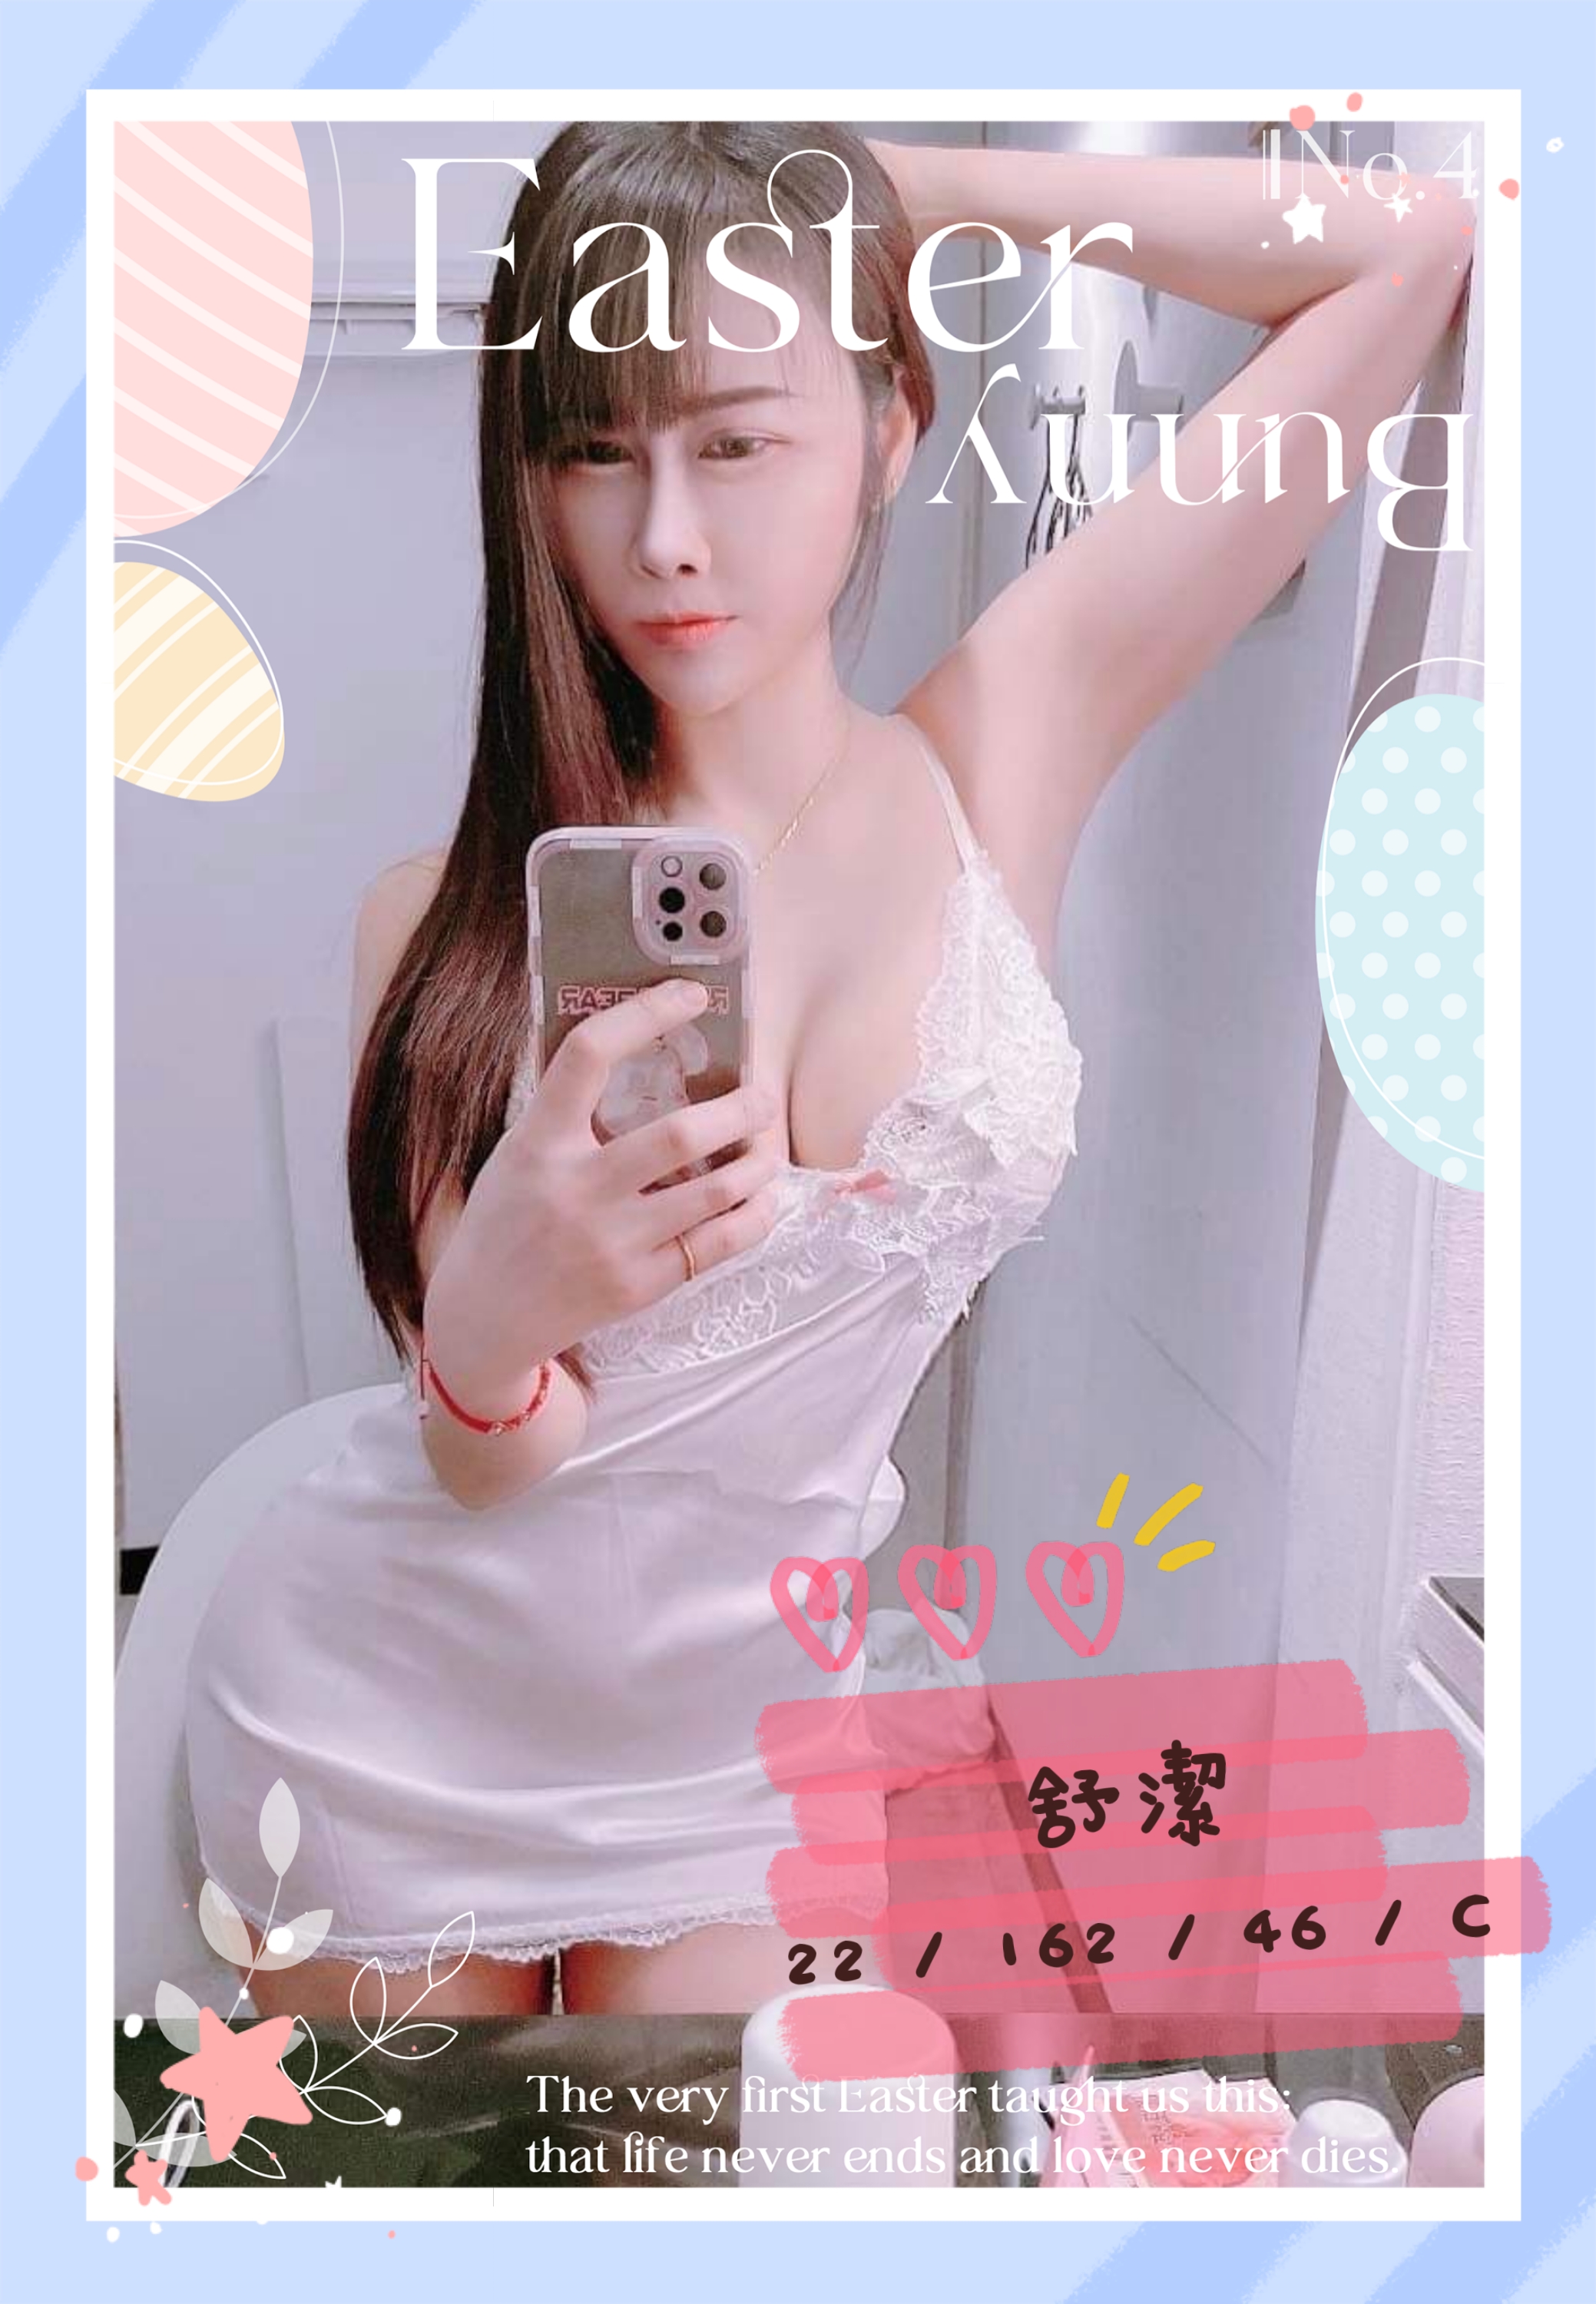 No.4
Easter
Bunny
舒潔
22 / 162 / 46 / C
The very first Easter taught us this:
that life never ends and love never dies.